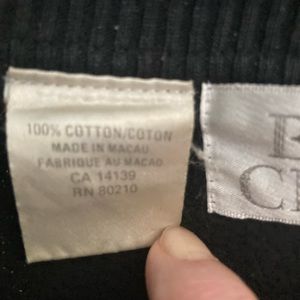 100% COTTON/COTON
MADE IN MACAU
FABRIQUE AU MACAO
CA 14139
RN 80210